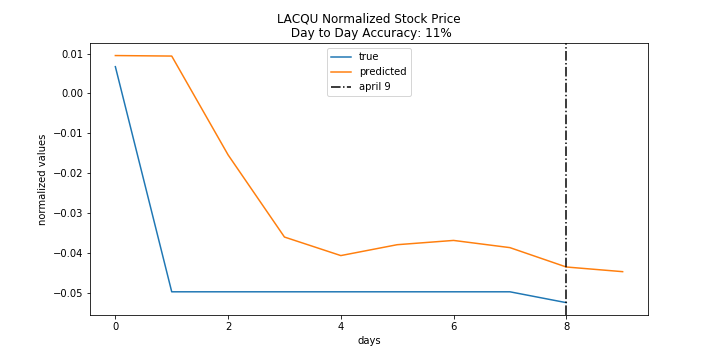 LACQU Normalized Stock Price
Day to Day Accuracy: 11%
true
predicted
april 9
normalized values
0.01
0.00
−0.01
−0.02
−0.03
−0.04
−0.05
0 2 4 6 8
days